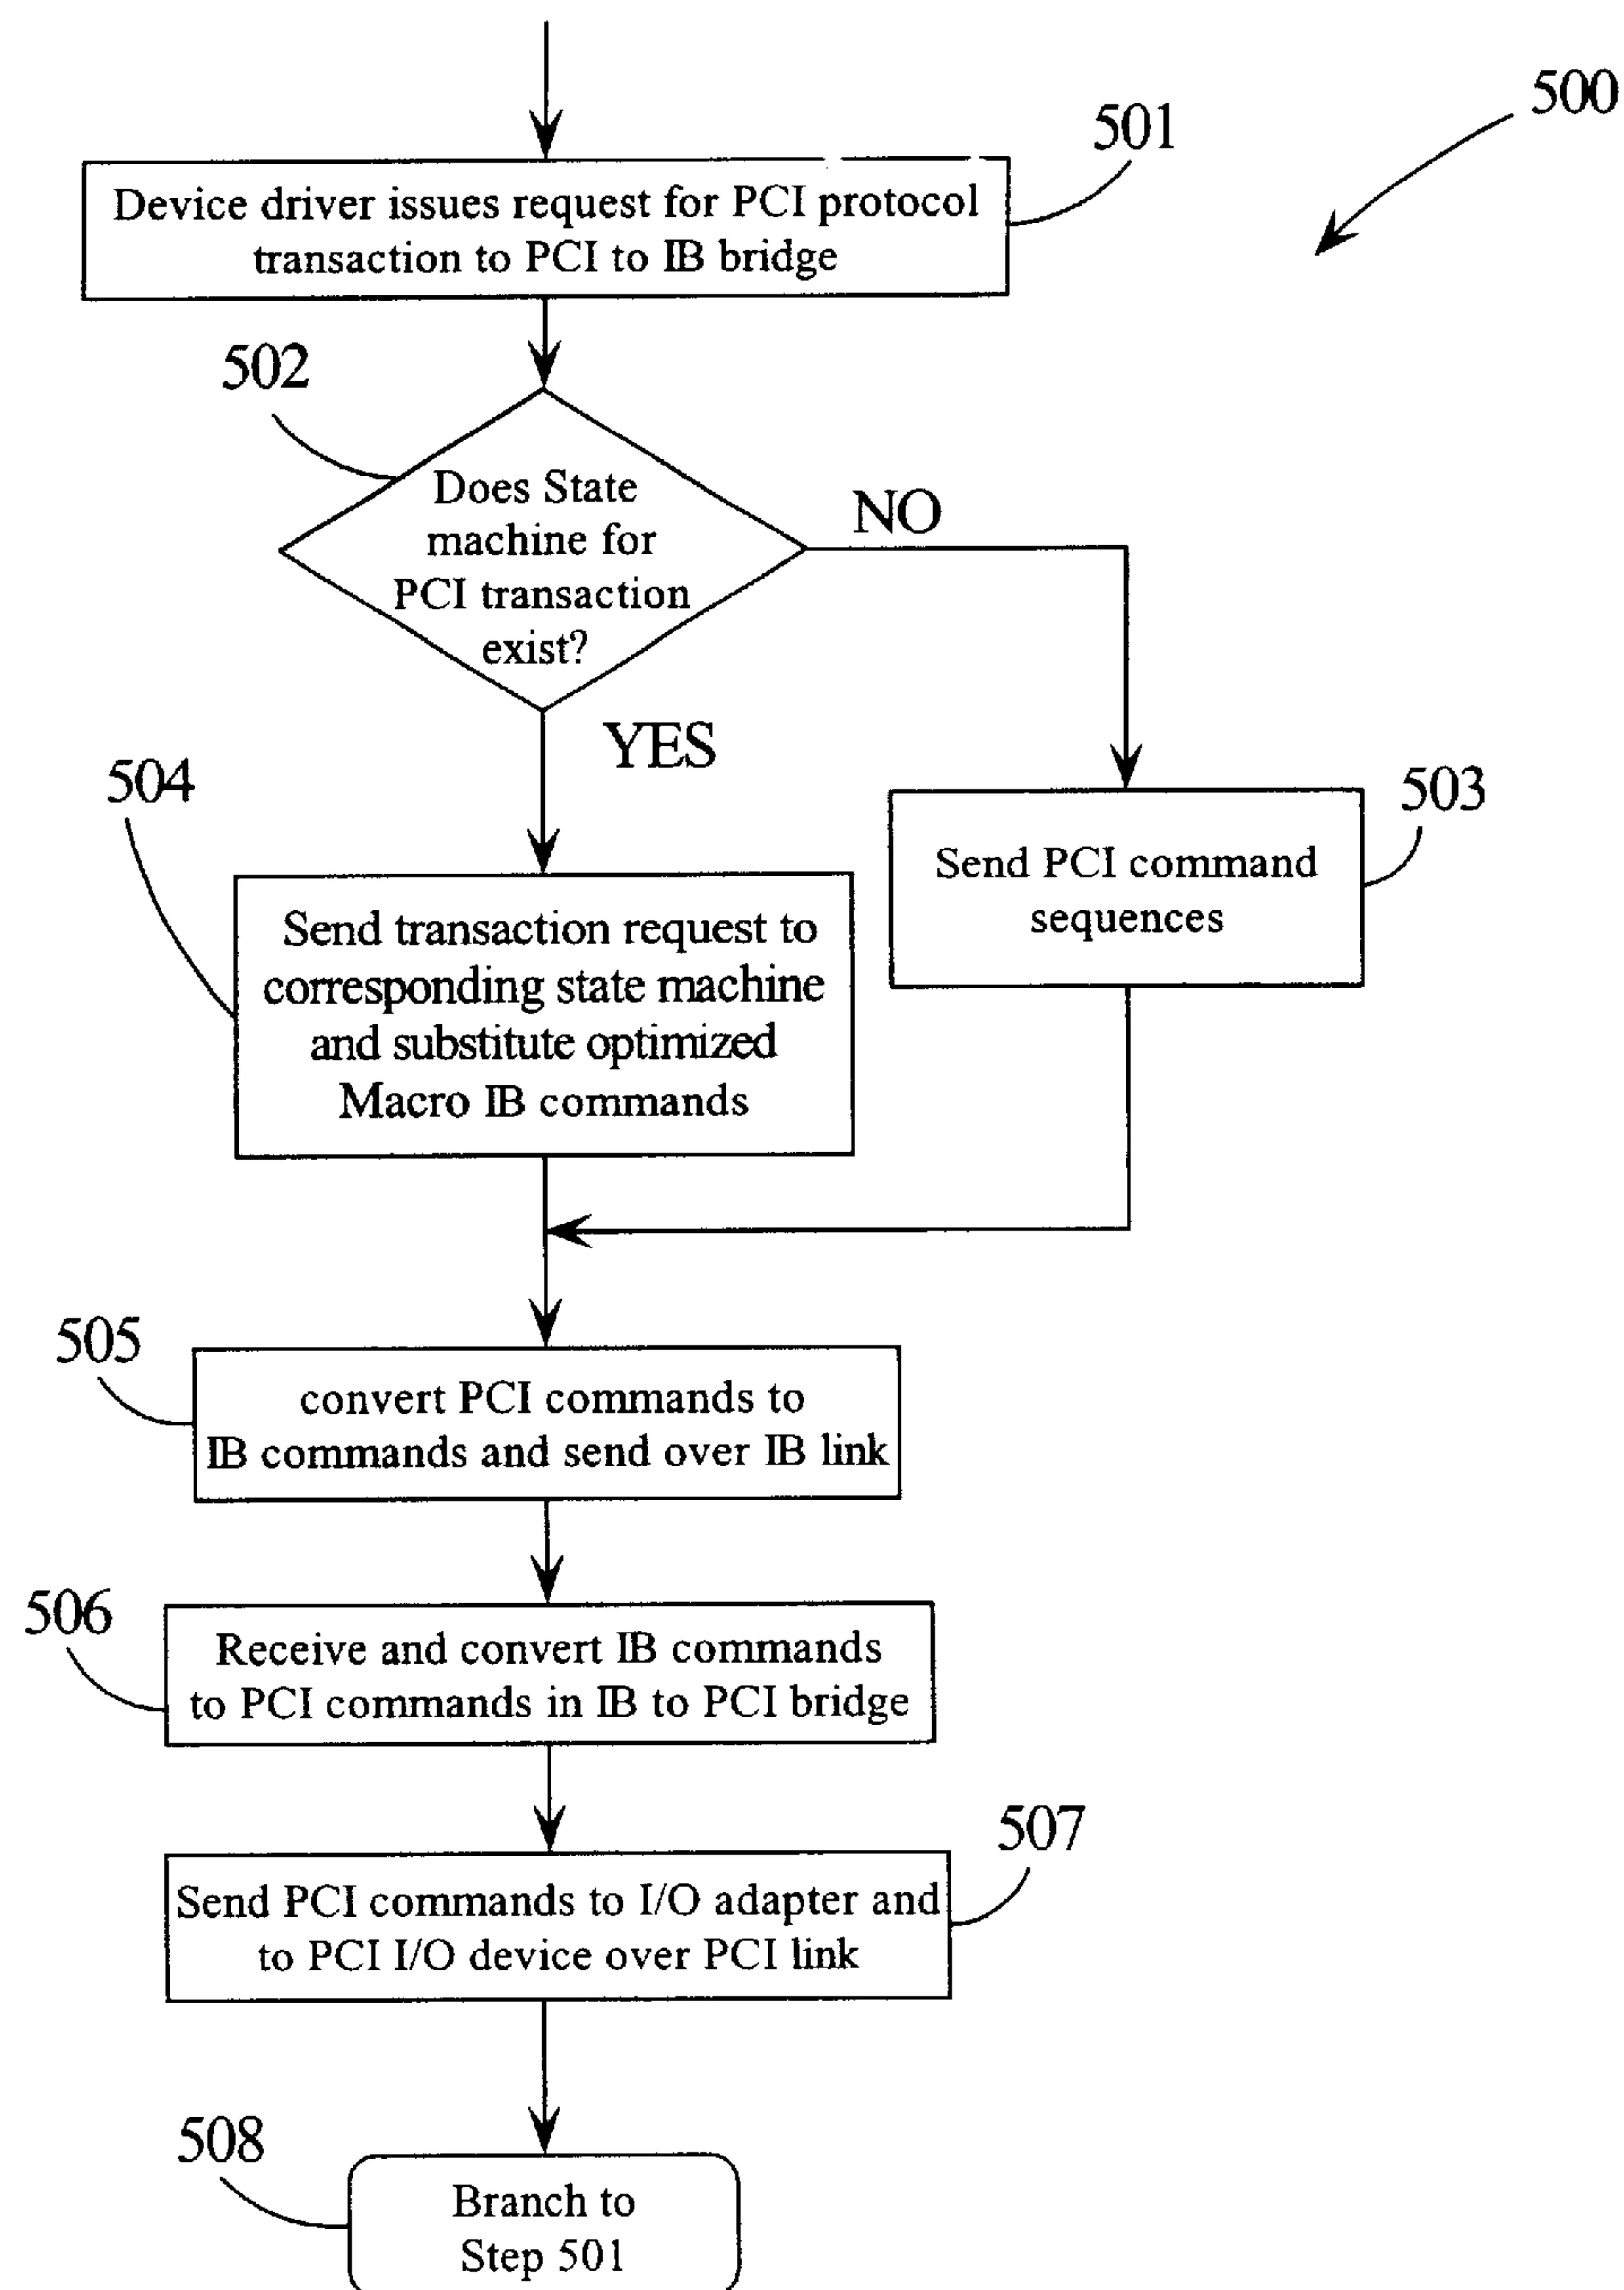 500
501
Device driver issues request for PCI protocol
transaction to PCI to IB bridge
502
Does State
machine for
PCI transaction
exist?
NO
YES
504
503
Send PCI command
sequences
Send transaction request to
corresponding state machine
and substitute optimized
Macro IB commands
505
convert PCI commands to
IB commands and send over IB link
506
Receive and convert IB commands
to PCI commands in IB to PCI bridge
507
Send PCI commands to I/O adapter and
to PCI I/O device over PCI link
508
Branch to
Step 501